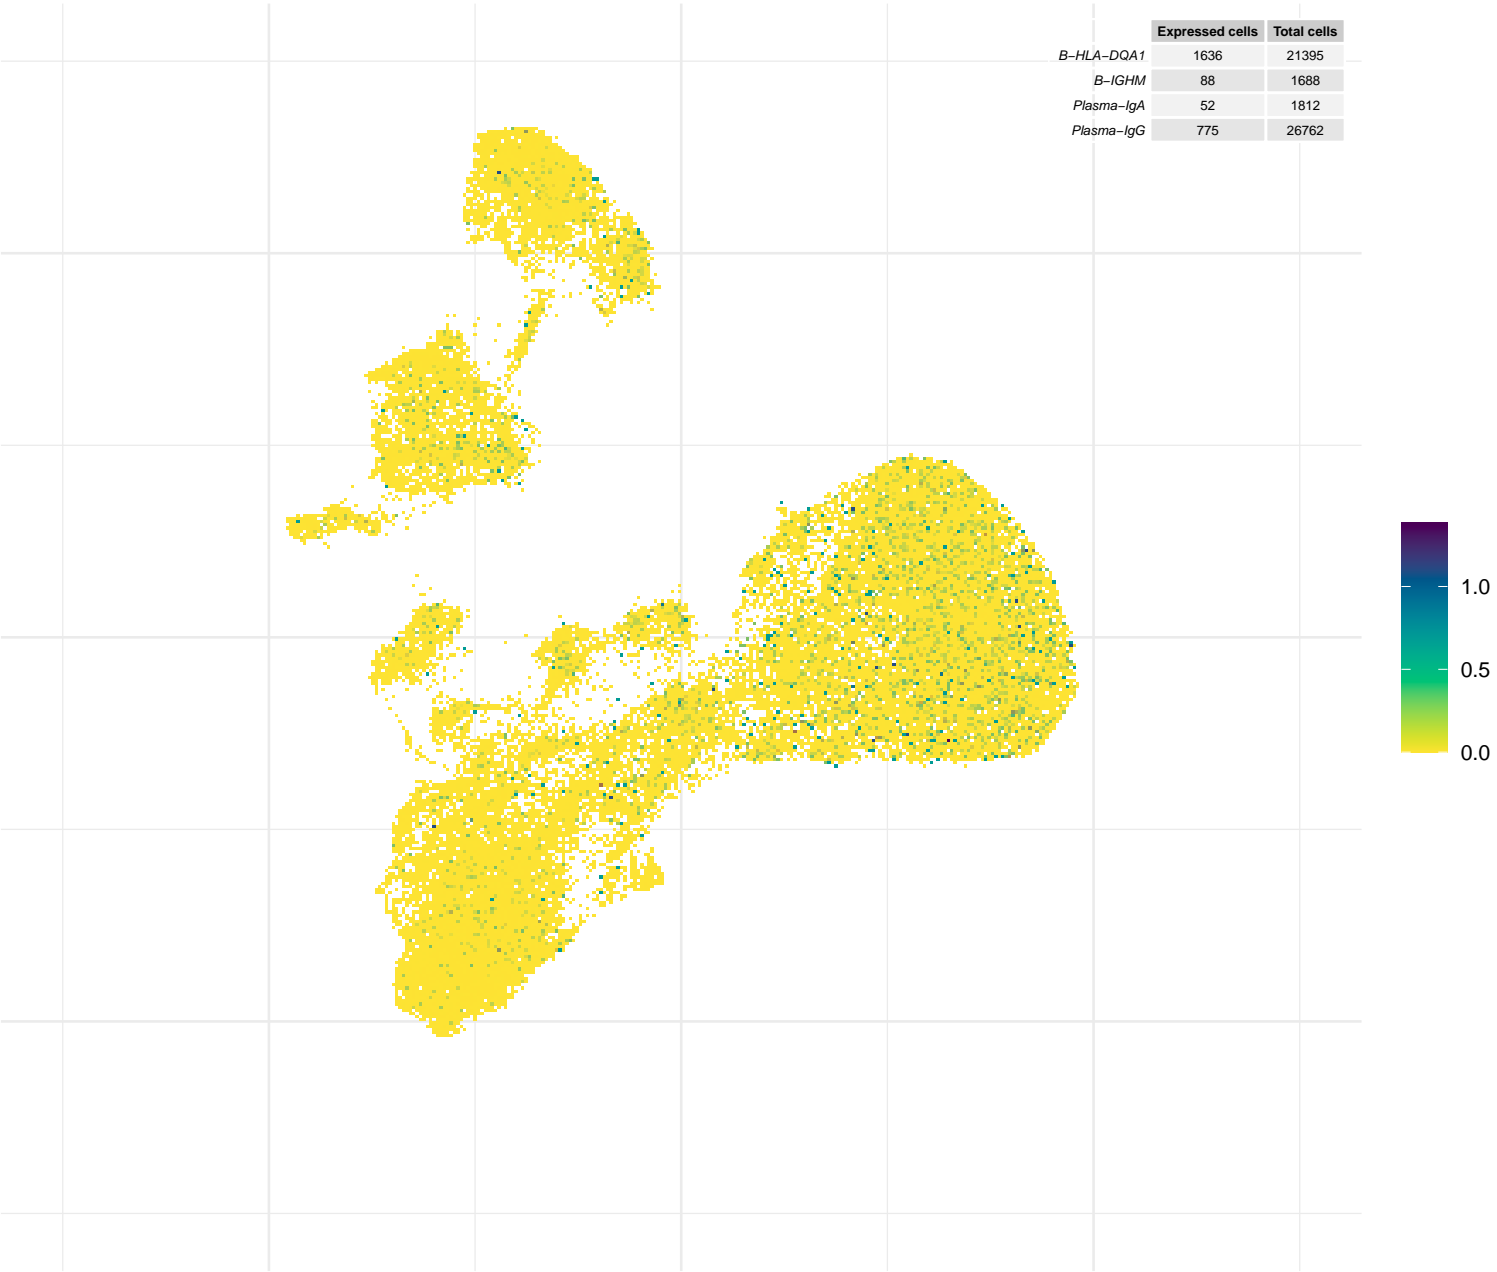 Expressed cells Total cells
B−HLA−DQA1 1636 21395
B−IGHM 88 1688
Plasma−IgA 52 1812
Plasma−IgG 775 26762
1.0
0.5
0.0